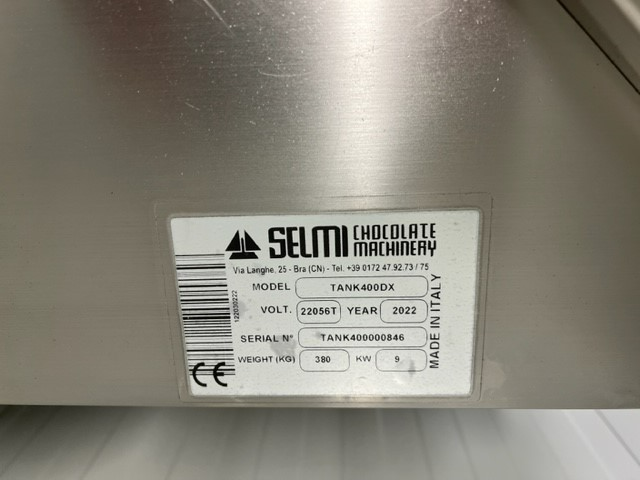 SELMI CHOCOLATE MACHINERY
Via Langhe, 25 - Bra (CN) - Tel. +39 0172 47.92.73 / 75
MODEL TANK400DX
VOLT. 22056T YEAR 2022
SERIAL N° TANK400000846
WEIGHT (KG) 380 KW 9
MADE IN ITALY
122030222
CE